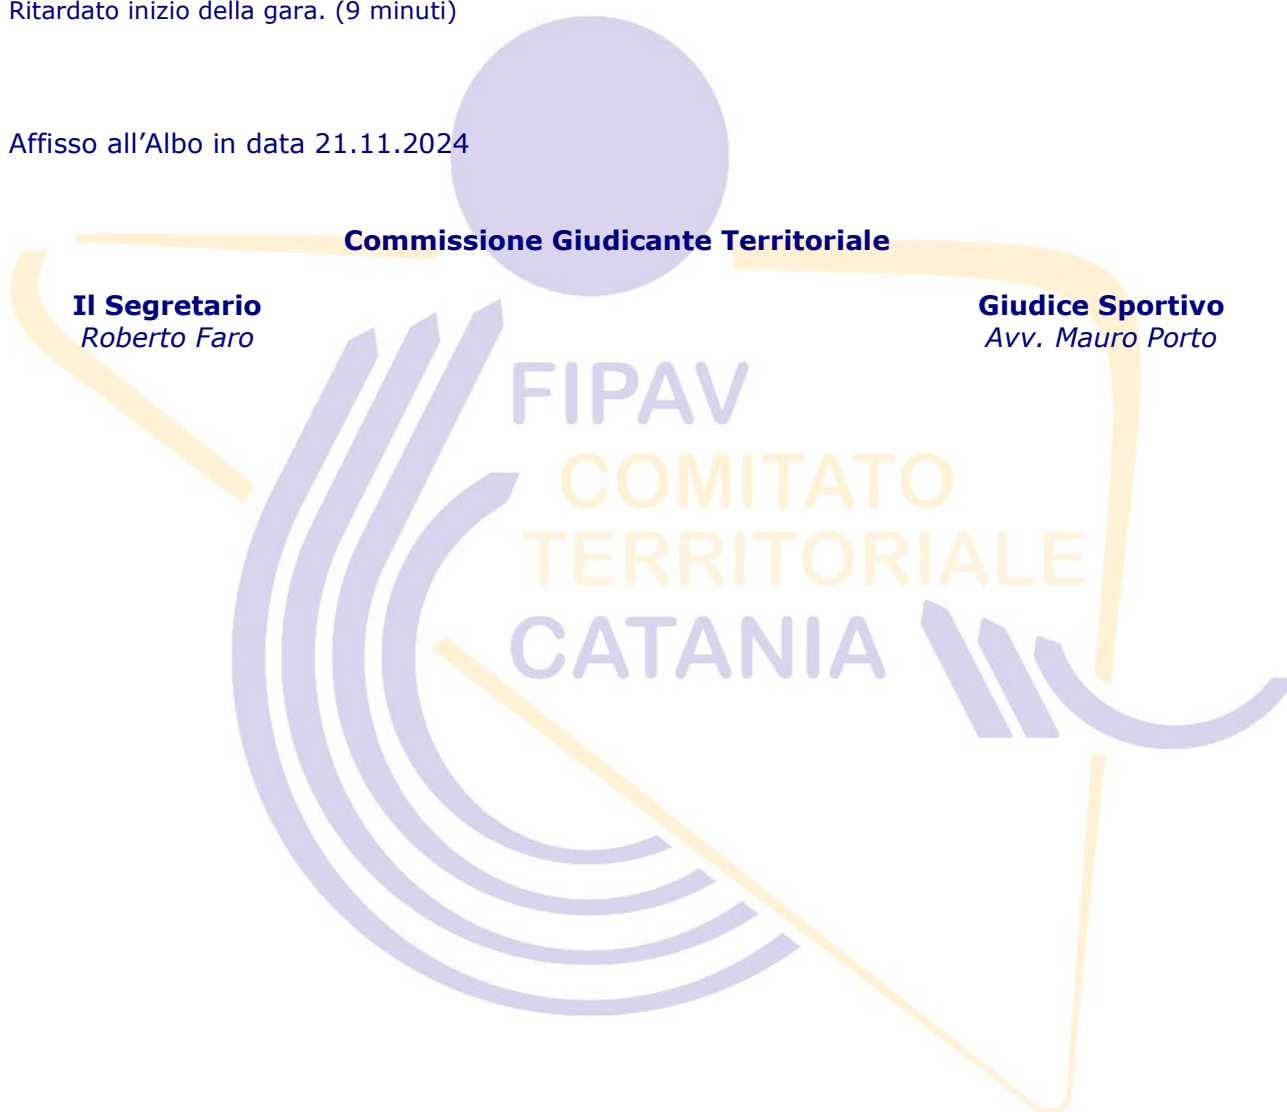 Ritardato inizio della gara. (9 minuti)
Affisso all’Albo in data 21.11.2024
Commissione Giudicante Territoriale
Il Segretario
Giudice Sportivo
Roberto Faro
Avv. Mauro Porto
FIPAV
COMITATO
TERRITORIALE
CATANIA